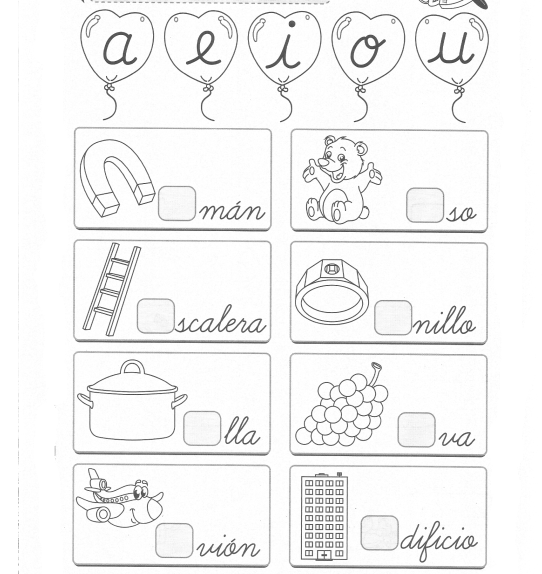 a e i o u
mán
so
scalera
nillo
lla
va
vión
dificio